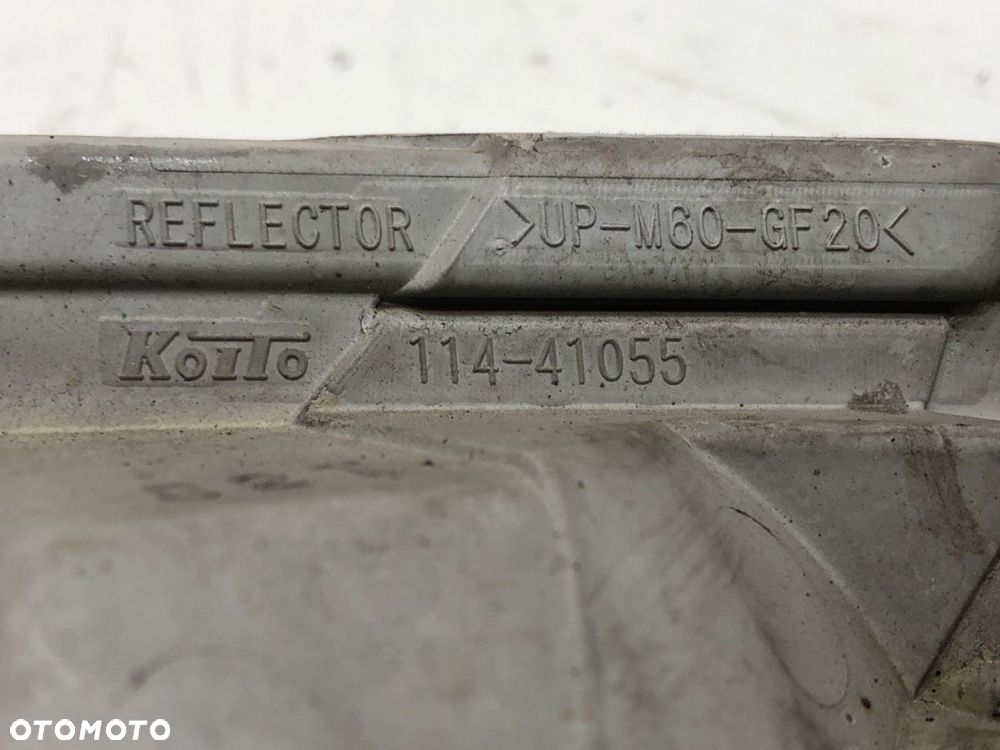 REFLECTOR >UP-M60-GF20<
KOITO 114-41055
OTOMOTO